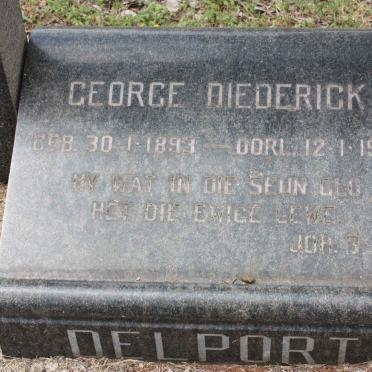 GEORGE DIEDERICK
GEB. 30·1·1893 — OORL. 12·1·19
HY WAT IN DIE SEUN GLO
HET DIE EWIGE LEWE.
JOH. 3
DELPORT